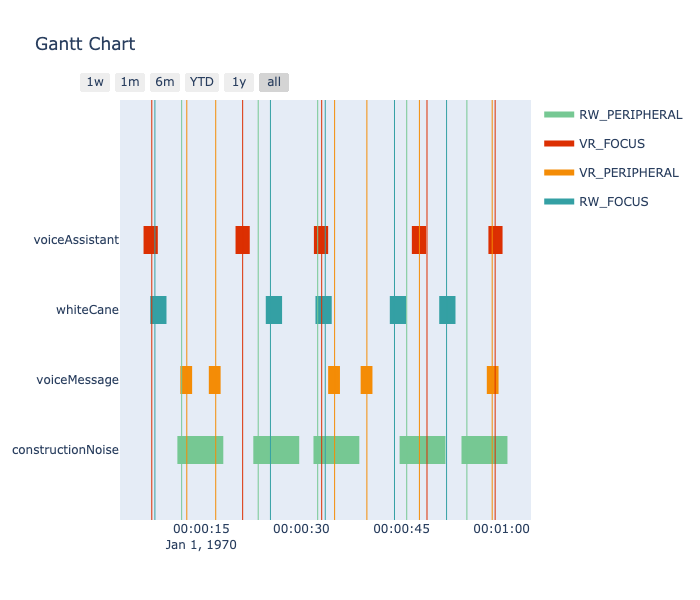 Gantt Chart
1w 1m 6m YTD 1y all
RW_PERIPHERAL
VR_FOCUS
VR_PERIPHERAL
RW_FOCUS
voiceAssistant
whiteCane
voiceMessage
constructionNoise
00:00:15 00:00:30 00:00:45 00:01:00
Jan 1, 1970